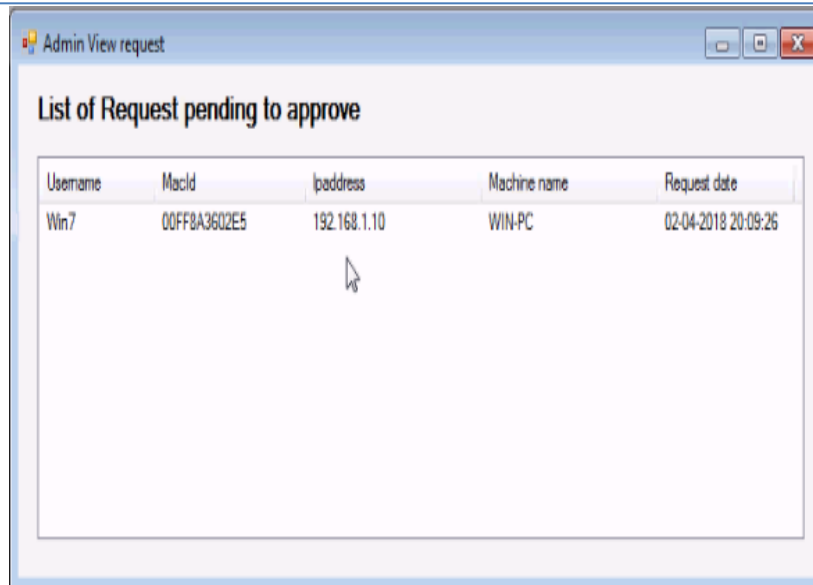 Admin View request
List of Request pending to approve
Username MacId Ipaddress Machine name Request date
Win7 00FF8A3602E5 192.168.1.10 WIN-PC 02-04-2018 20:09:26